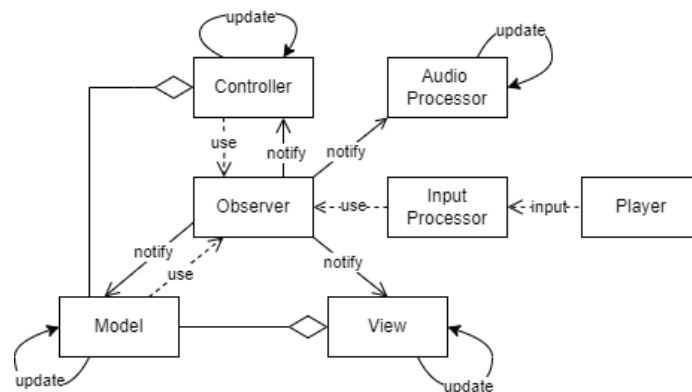 update
update
Controller
Audio
Processor
use
notify
notify
Observer
use
Input
Processor
input
Player
notify
use
notify
Model
View
update
update